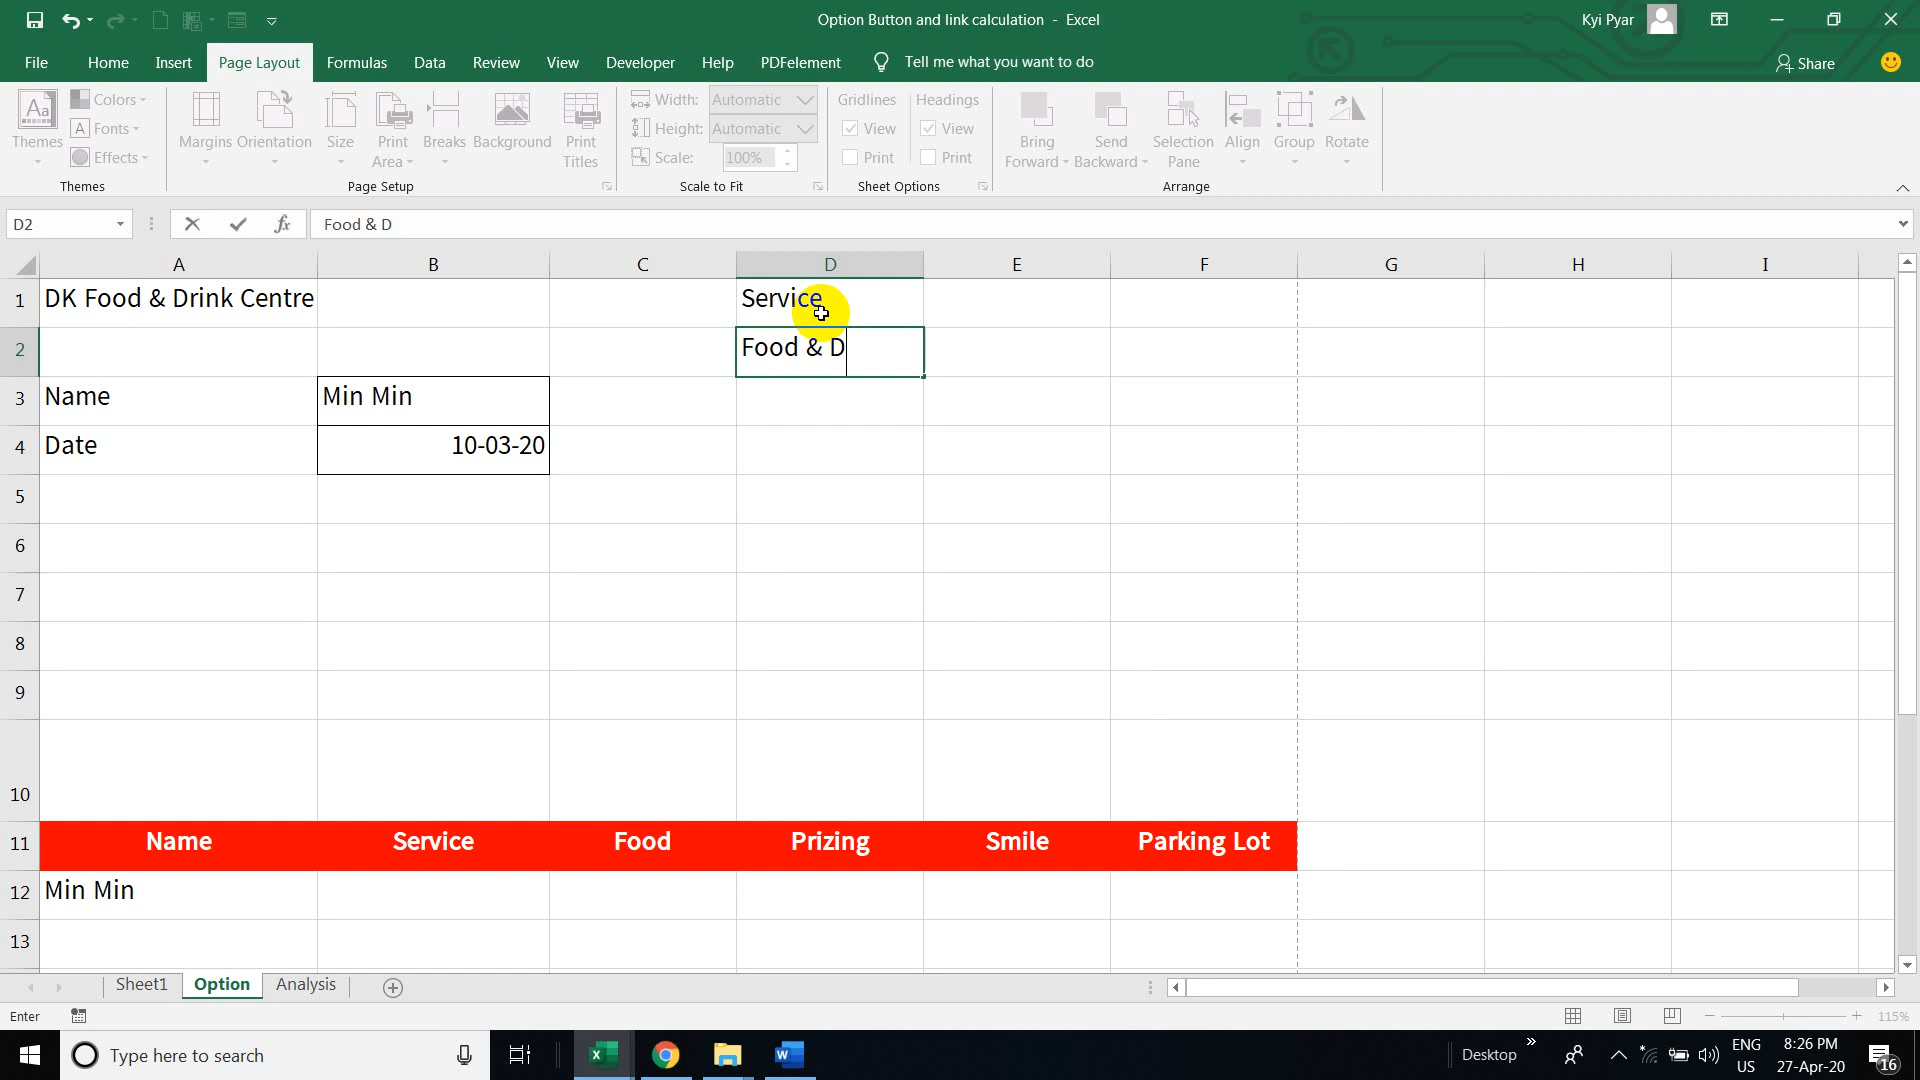 Option Button and link calculation - Excel
Kyi Pyar
File Home Insert Page Layout Formulas Data Review View Developer Help PDFelement Tell me what you want to do Share
Aa
Themes
Colors
A Fonts
Effects
Themes
Margins
Orientation
Size
Print
Area
Breaks
Background
Print
Titles
Page Setup
Width: Automatic
Height: Automatic
Scale: 100%
Scale to Fit
Gridlines Headings
View View
Print Print
Sheet Options
Bring
Forward
Send
Backward
Selection
Pane
Align
Group
Rotate
Arrange
D2 fx Food & D
A B C D E F G H I
1 DK Food & Drink Centre Service
2 Food & D
3 Name Min Min
4 Date 10-03-20
5
6
7
8
9
10
11 Name Service Food Prizing Smile Parking Lot
12 Min Min
13
Sheet1 Option Analysis
Enter 115%
Type here to search
X
W
Desktop
ENG
US
8:26 PM
27-Apr-20
16